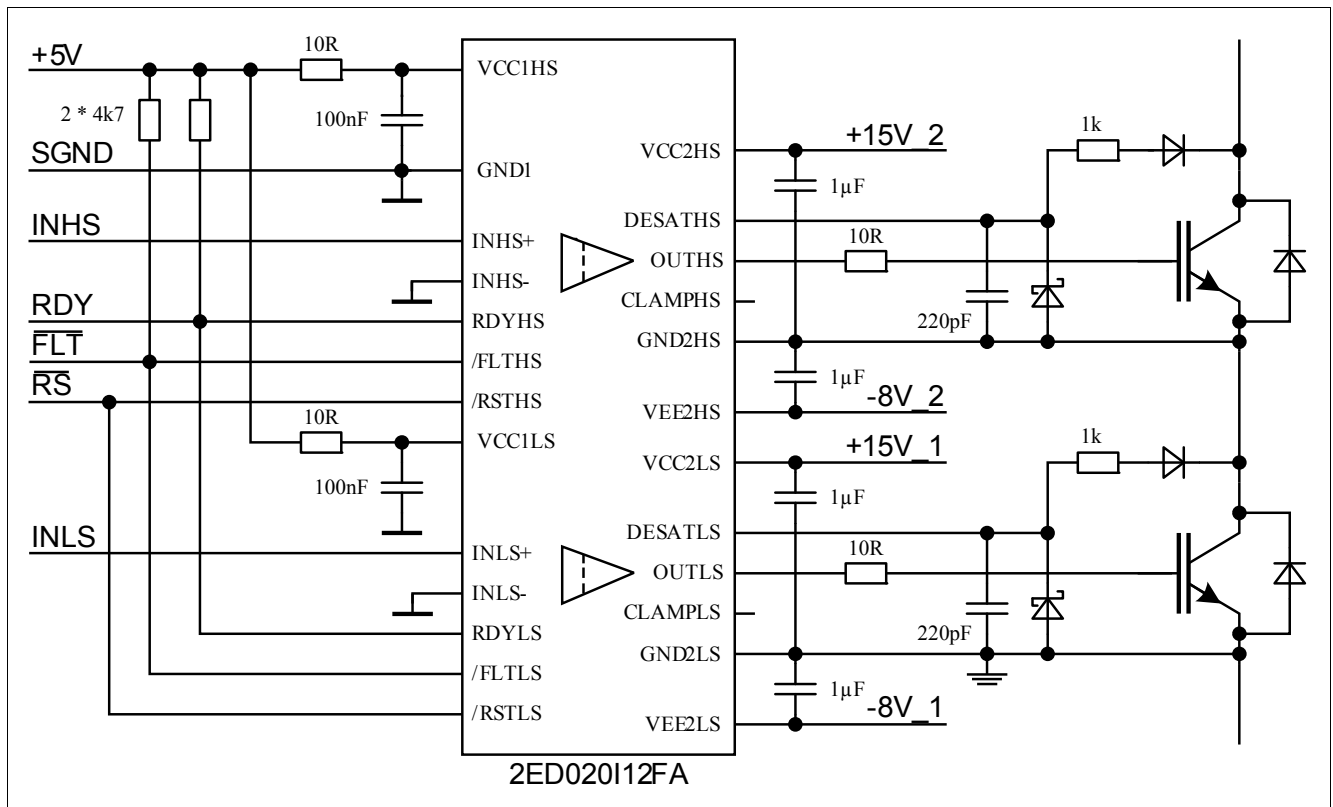 +5V
10R
VCC1HS
2 * 4k7
100nF
SGND
GND1
INHS
INHS+
INHS-
RDY
RDYHS
FLT
/FLTHS
RS
/RSTHS
10R
VCC1LS
100nF
INLS
INLS+
INLS-
RDYLS
/FLTLS
/RSTLS
VCC2HS
+15V_2
1k
1µF
DESATHS
10R
OUTHS
CLAMPHS
220pF
GND2HS
1µF
VEE2HS
-8V_2
VCC2LS
+15V_1
1k
1µF
DESATLS
10R
OUTLS
CLAMPLS
220pF
GND2LS
1µF
VEE2LS
-8V_1
2ED020I12FA